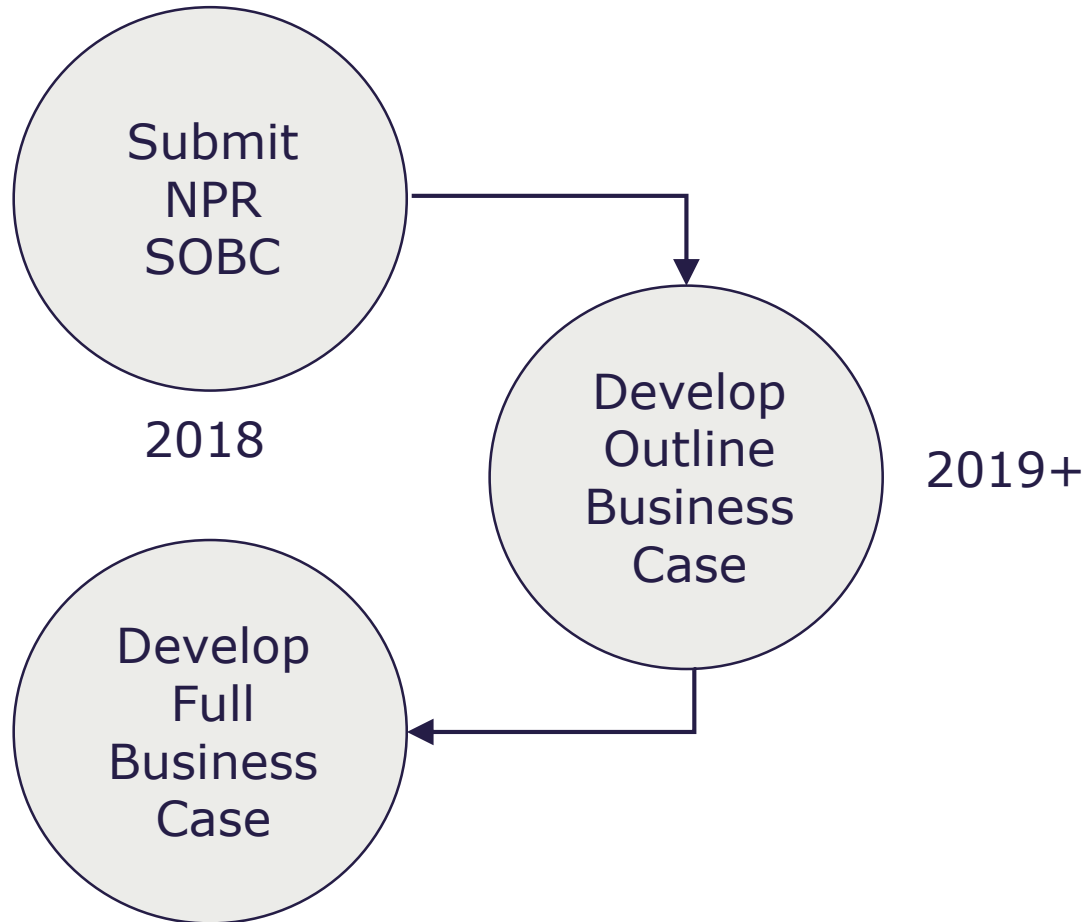 Submit
NPR
SOBC
2018
Develop
Outline
Business
Case
2019+
Develop
Full
Business
Case